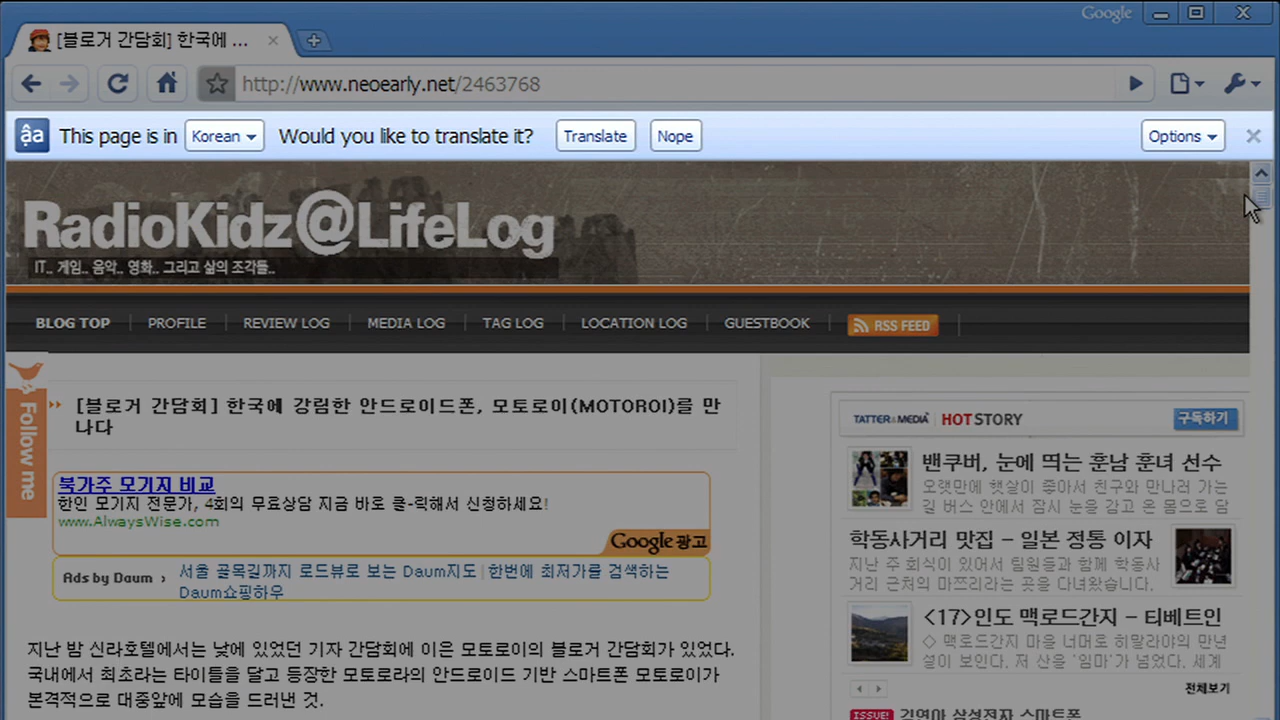 Google
[블로거 간담회] 한국에 ...
http://www.neoearly.net/2463768
This page is in Korean Would you like to translate it? Translate Nope Options
RadioKidz@LifeLog
IT.. 게임.. 음악.. 영화.. 그리고 삶의 조각들..
BLOG TOP PROFILE REVIEW LOG MEDIA LOG TAG LOG LOCATION LOG GUESTBOOK RSS FEED
Follow me
[블로거 간담회] 한국에 강림한 안드로이드폰, 모토로이(MOTOROI)를 만
나다
북가주 모기지 비교
한인 모기지 전문가, 4회의 무료상담 지금 바로 클-릭해서 신청하세요!
www.AlwaysWise.com
Google 광고
Ads by Daum › 서울 골목길까지 로드뷰로 보는 Daum지도 | 한번에 최저가를 검색하는
Daum쇼핑하우
지난 밤 신라호텔에서는 낮에 있었던 기자 간담회에 이은 모토로이의 블로거 간담회가 있었다.
국내에서 최초라는 타이틀을 달고 등장한 모토로라의 안드로이드 기반 스마트폰 모토로이가
본격적으로 대중앞에 모습을 드러낸 것.
TATTER&MEDIA HOT STORY 구독하기
밴쿠버, 눈에 띄는 훈남 훈녀 선수
오랫만에 햇살이 좋아서 친구와 만나러 가는
길 버스 안에서 잠시 눈을 감고 온 몸으로 담
학동사거리 맛집 - 일본 정통 이자
지난 주 회식이 있어서 팀원들과 함께 학동사
거리 근처의 마쯔리라는 곳을 다녀왔습니다.
<17>인도 맥로드간지 - 티베트인
◇ 맥로드간지 마을 너머로 히말라야의 만년
설이 보인다. 저 산을 '임마'가 넘었다. 세계
전체보기
ISSUE! 김연아 삼성전자 스마트폰